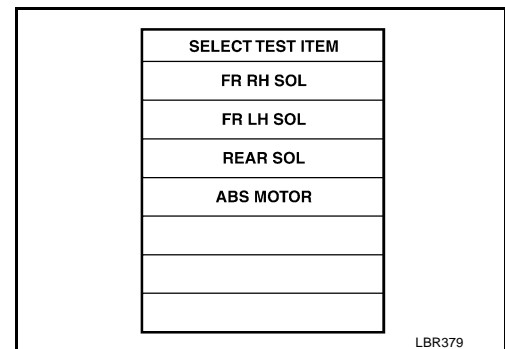 SELECT TEST ITEM
FR RH SOL
FR LH SOL
REAR SOL
ABS MOTOR
LBR379